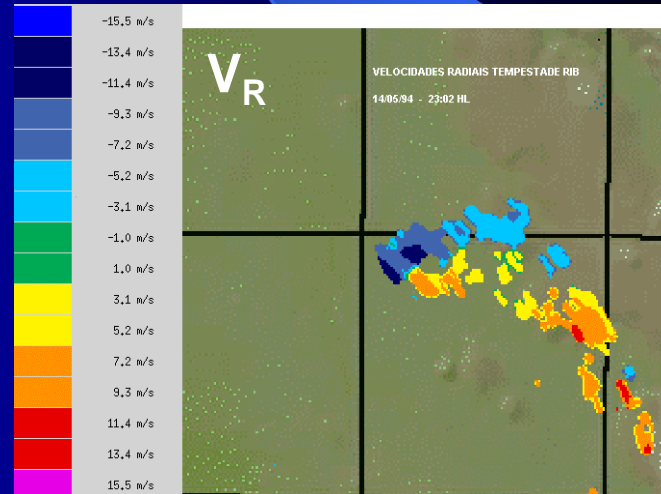 -15,5 m/s
-13,4 m/s
-11,4 m/s
-9,3 m/s
-7,2 m/s
-5,2 m/s
-3,1 m/s
-1,0 m/s
1,0 m/s
3,1 m/s
5,2 m/s
7,2 m/s
9,3 m/s
11,4 m/s
13,4 m/s
15,5 m/s
VR
VELOCIDADES RADIAIS TEMPESTADE RIB
14/05/94 - 23:02 HL